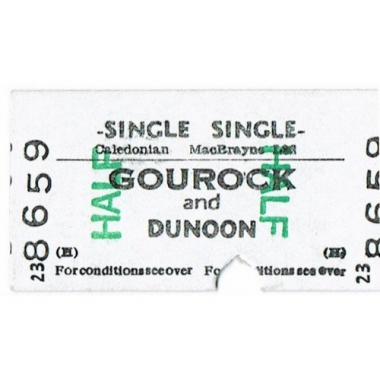 -SINGLE SINGLE-
Caledonian MacBrayne Ltd
GOUROCK
and
DUNOON
(H) (H)
For conditions see over For conditions see over
HALF
HALF
23 8659
23